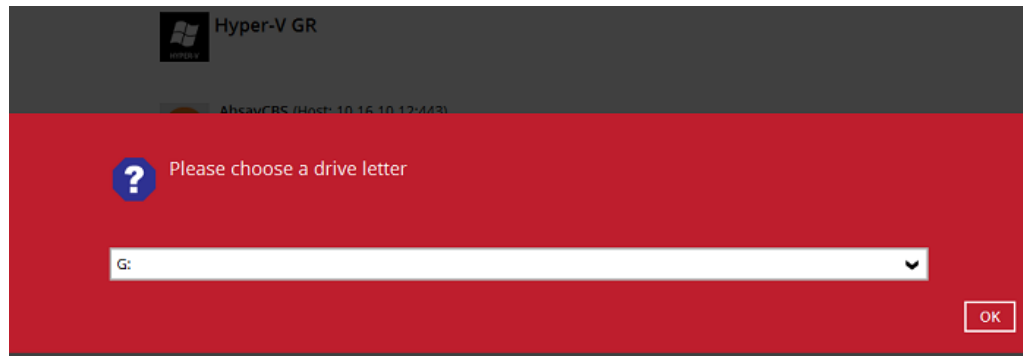 Hyper-V GR
HYPER-V
AhsayCBS (Host: 10.16.10.12:443)
Please choose a drive letter
?
G:
OK